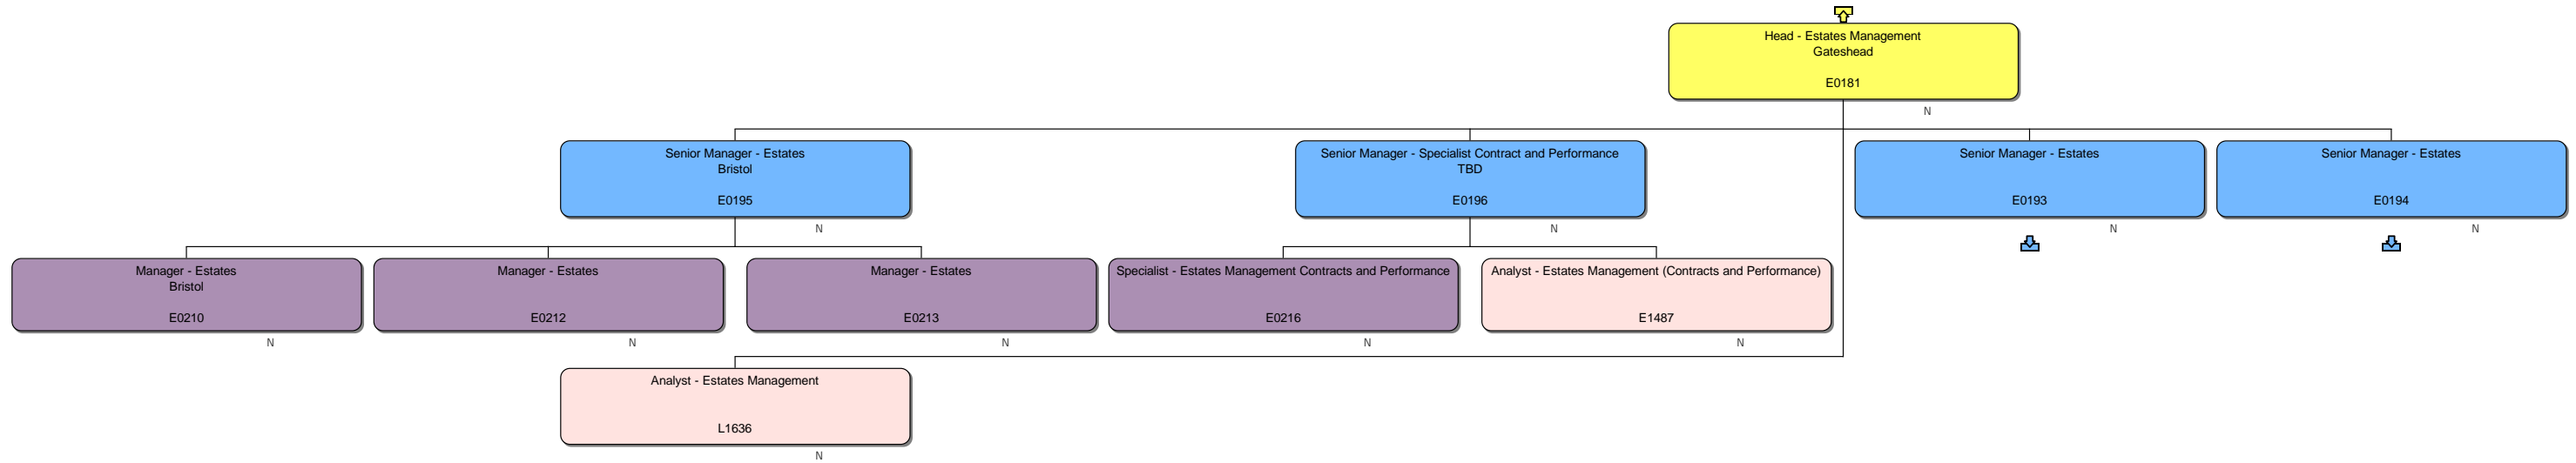 Head - Estates Management
Gateshead
E0181
N
Senior Manager - Estates
Bristol
E0195
N
Senior Manager - Specialist Contract and Performance
TBD
E0196
N
Senior Manager - Estates
E0193
N
Senior Manager - Estates
E0194
N
Manager - Estates
Bristol
E0210
N
Manager - Estates
E0212
N
Manager - Estates
E0213
N
Specialist - Estates Management Contracts and Performance
E0216
N
Analyst - Estates Management (Contracts and Performance)
E1487
N
Analyst - Estates Management
L1636
N